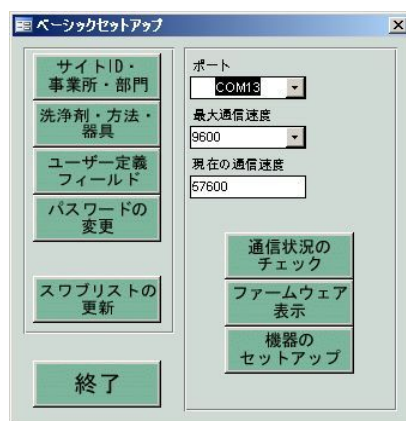 ベーシックセットアップ
サイトID・
事業所・部門
洗浄剤・方法・
器具
ユーザー定義
フィールド
パスワードの
変更
スワブリストの
更新
終了
ポート
COM13
最大通信速度
9600
現在の通信速度
57600
通信状況の
チェック
ファームウェア
表示
機器の
セットアップ